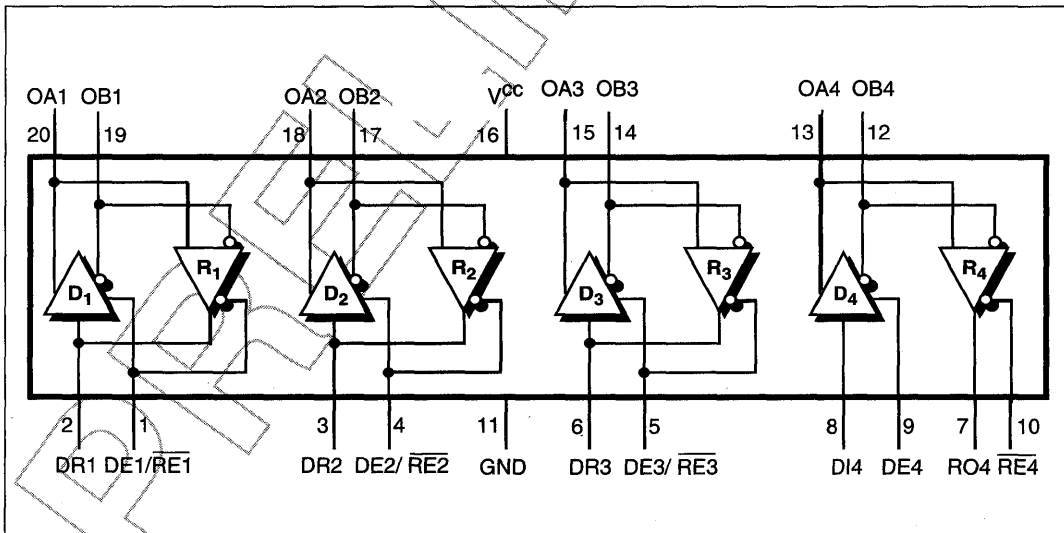 OA1 OB1 OA2 OB2 VCC OA3 OB3 OA4 OB4
20 19 18 17 16 15 14 13 12
D1 R1 D2 R2 D3 R3 D4 R4
2 1 3 4 11 6 5 8 9 7 10
DR1 DE1/RE1 DR2 DE2/ RE2 GND DR3 DE3/ RE3 DI4 DE4 RO4 RE4